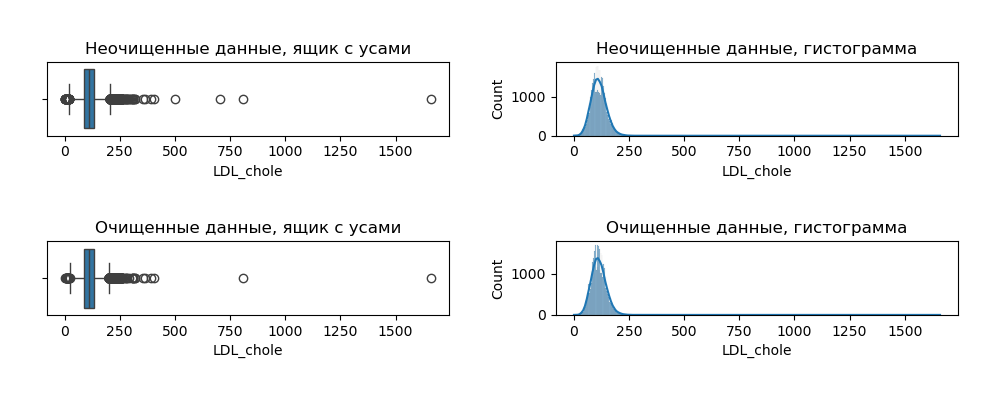 Неочищенные данные, ящик с усами
0 250 500 750 1000 1250 1500
LDL_chole
Неочищенные данные, гистограмма
Count
1000
0
0 250 500 750 1000 1250 1500
LDL_chole
Очищенные данные, ящик с усами
0 250 500 750 1000 1250 1500
LDL_chole
Очищенные данные, гистограмма
Count
1000
0
0 250 500 750 1000 1250 1500
LDL_chole